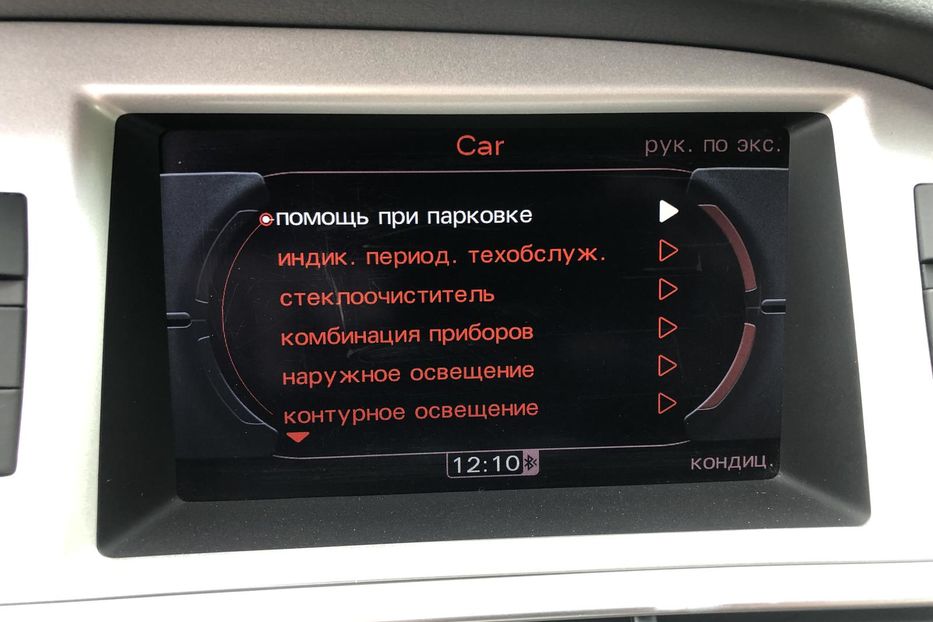 Car
рук. по экс.
помощь при парковке
индик. период. техобслуж.
стеклоочиститель
комбинация приборов
наружное освещение
контурное освещение
12:10
кондиц.